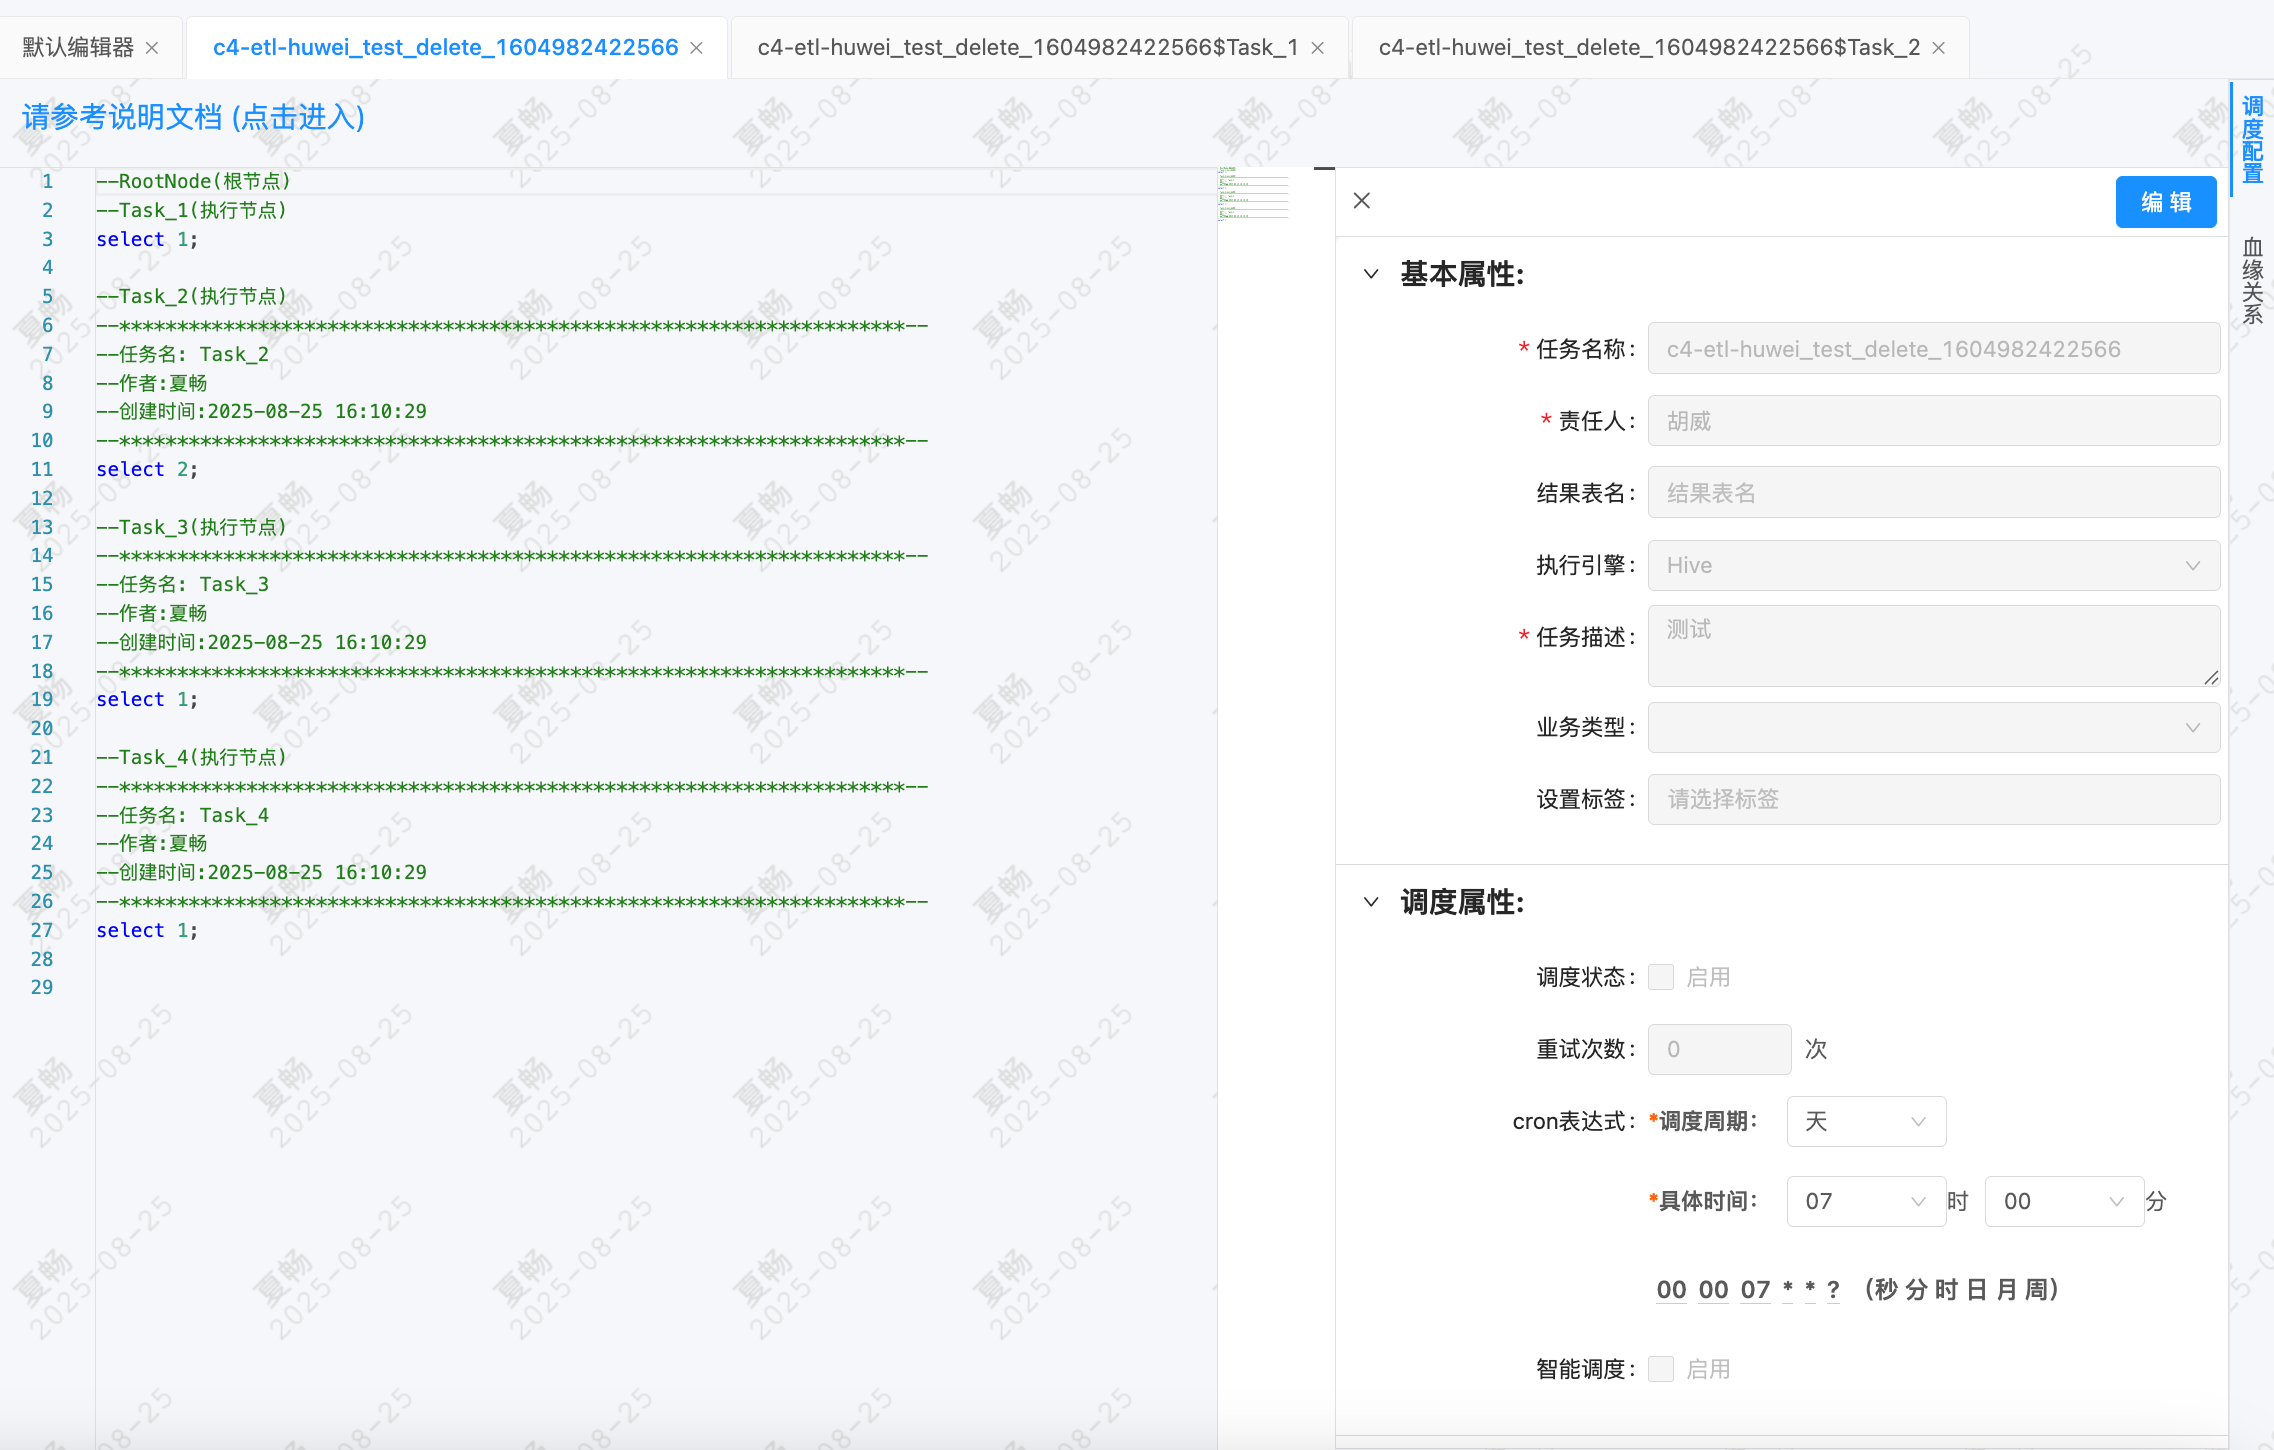 默认编辑器
c4-etl-huwei_test_delete_1604982422566
c4-etl-huwei_test_delete_1604982422566$Task_1
c4-etl-huwei_test_delete_1604982422566$Task_2
请参考说明文档 (点击进入)
1 --RootNode(根节点)
2 --Task_1(执行节点)
3 select 1;
4
5 --Task_2(执行节点)
6 --**********************************************************************--
7 --任务名: Task_2
8 --作者:夏畅
9 --创建时间:2025-08-25 16:10:29
10 --**********************************************************************--
11 select 2;
12
13 --Task_3(执行节点)
14 --**********************************************************************--
15 --任务名: Task_3
16 --作者:夏畅
17 --创建时间:2025-08-25 16:10:29
18 --**********************************************************************--
19 select 1;
20
21 --Task_4(执行节点)
22 --**********************************************************************--
23 --任务名: Task_4
24 --作者:夏畅
25 --创建时间:2025-08-25 16:10:29
26 --**********************************************************************--
27 select 1;
28
29
编 辑
基本属性:
* 任务名称: c4-etl-huwei_test_delete_1604982422566
* 责任人: 胡威
结果表名: 结果表名
执行引擎: Hive
* 任务描述: 测试
业务类型:
设置标签: 请选择标签
调度属性:
调度状态: 启用
重试次数: 0 次
cron表达式: *调度周期: 天
*具体时间: 07 时 00 分
00 00 07 * * ? (秒 分 时 日 月 周)
智能调度: 启用
调度配置
血缘关系
夏畅
2025-08-25